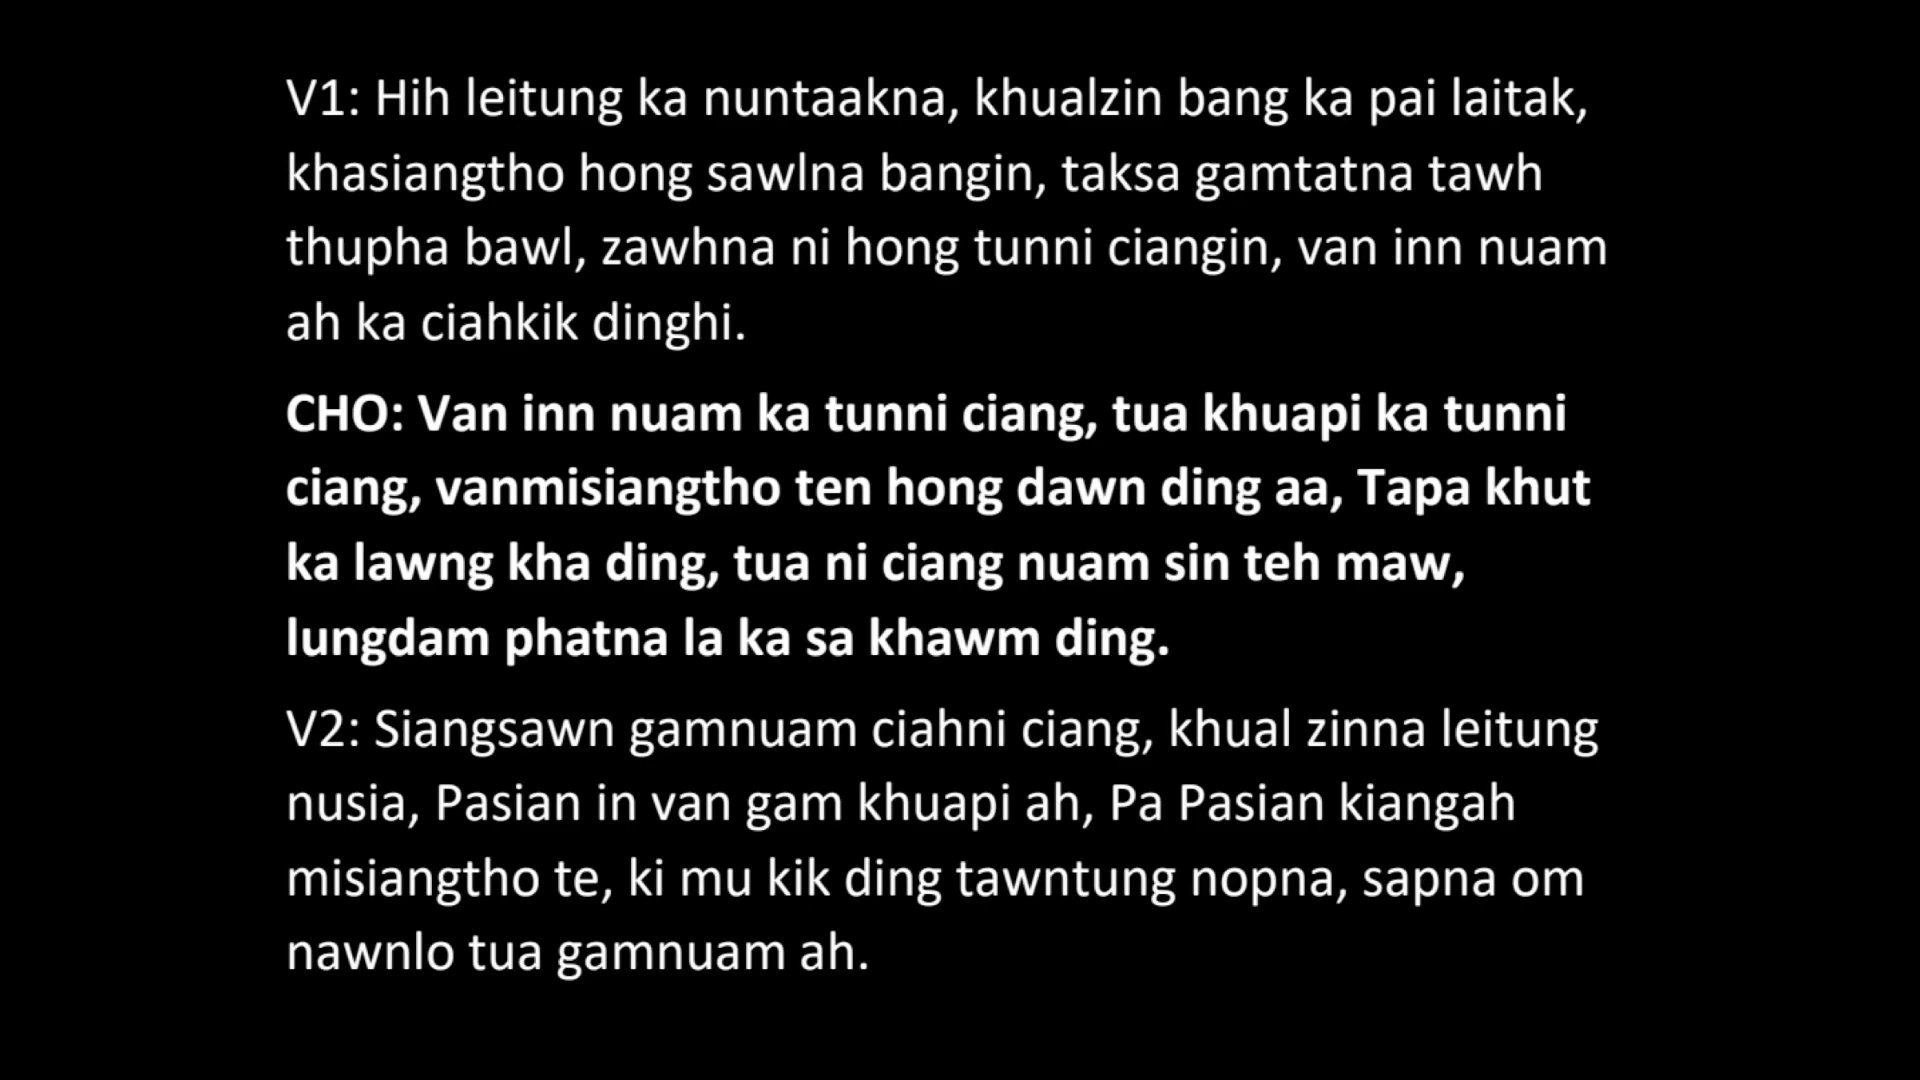 V1: Hih leitung ka nuntaakna, khualzin bang ka pai laitak,
khasiangtho hong sawlna bangin, taksa gamtatna tawh
thupha bawl, zawhna ni hong tunni ciangin, van inn nuam
ah ka ciahkik dinghi.
CHO: Van inn nuam ka tunni ciang, tua khuapi ka tunni
ciang, vanmisiangtho ten hong dawn ding aa, Tapa khut
ka lawng kha ding, tua ni ciang nuam sin teh maw,
lungdam phatna la ka sa khawm ding.
V2: Siangsawn gamnuam ciahni ciang, khual zinna leitung
nusia, Pasian in van gam khuapi ah, Pa Pasian kiangah
misiangtho te, ki mu kik ding tawntung nopna, sapna om
nawnlo tua gamnuam ah.